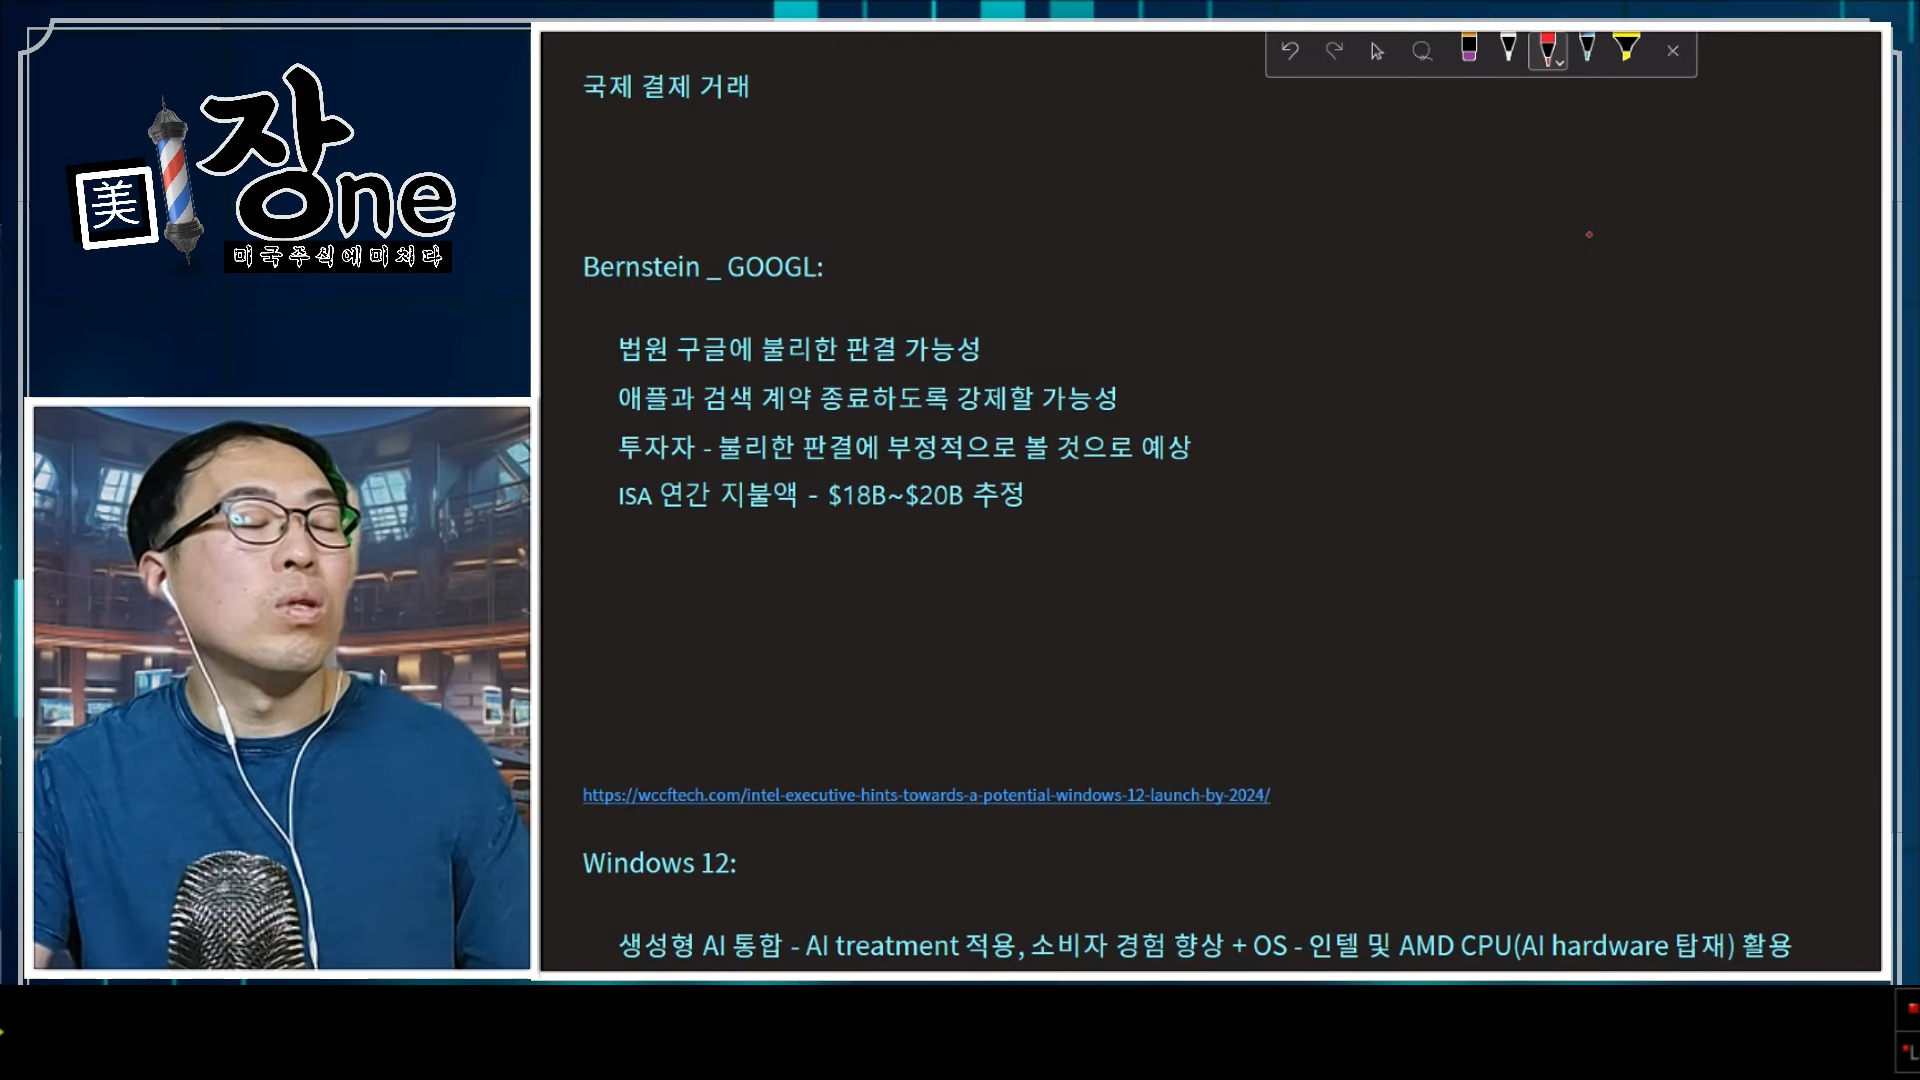 美
장one
미국주식에미치다
국제 결제 거래
Bernstein _ GOOGL:
법원 구글에 불리한 판결 가능성
애플과 검색 계약 종료하도록 강제할 가능성
투자자 - 불리한 판결에 부정적으로 볼 것으로 예상
ISA 연간 지불액 - $18B~$20B 추정
https://wccftech.com/intel-executive-hints-towards-a-potential-windows-12-launch-by-2024/
Windows 12:
생성형 AI 통합 - AI treatment 적용, 소비자 경험 향상 + OS - 인텔 및 AMD CPU(AI hardware 탑재) 활용